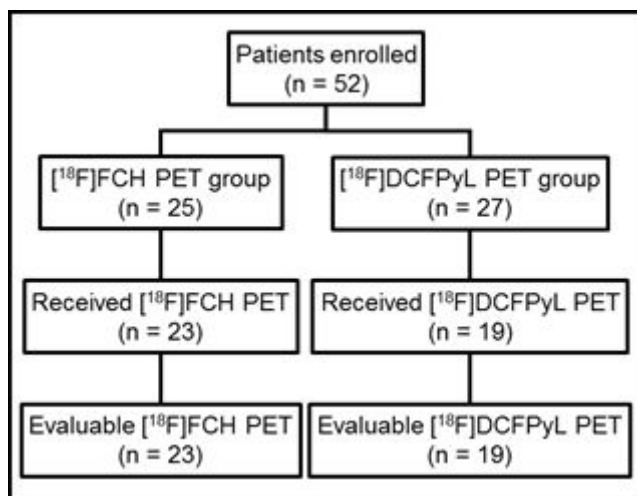 Patients enrolled
(n = 52)
[¹⁸F]FCH PET group
(n = 25)
[¹⁸F]DCFPyL PET group
(n = 27)
Received [¹⁸F]FCH PET
(n = 23)
Received [¹⁸F]DCFPyL PET
(n = 19)
Evaluable [¹⁸F]FCH PET
(n = 23)
Evaluable [¹⁸F]DCFPyL PET
(n = 19)